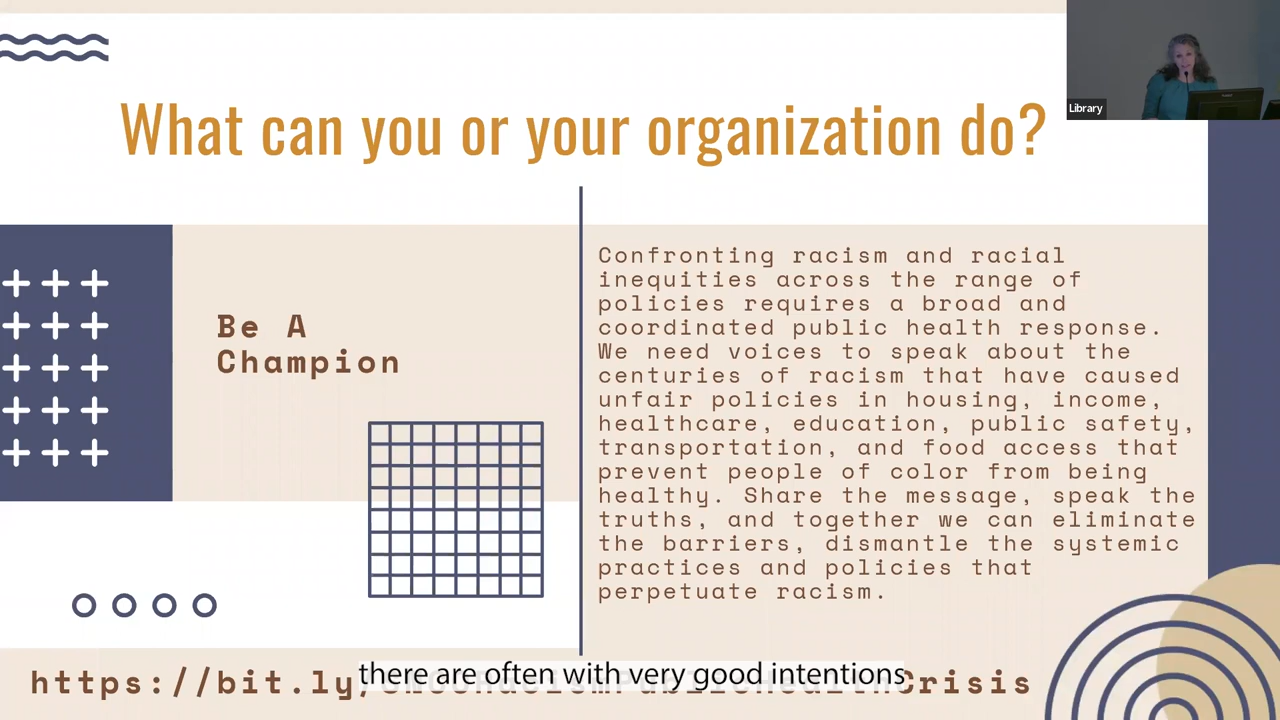 Library
What can you or your organization do?
Be A
Champion
Confronting racism and racial
inequities across the range of
policies requires a broad and
coordinated public health response.
We need voices to speak about the
centuries of racism that have caused
unfair policies in housing, income,
healthcare, education, public safety,
transportation, and food access that
prevent people of color from being
healthy. Share the message, speak the
truths, and together we can eliminate
the barriers, dismantle the systemic
practices and policies that
perpetuate racism.
https://bit.ly Crisis
there are often with very good intentions